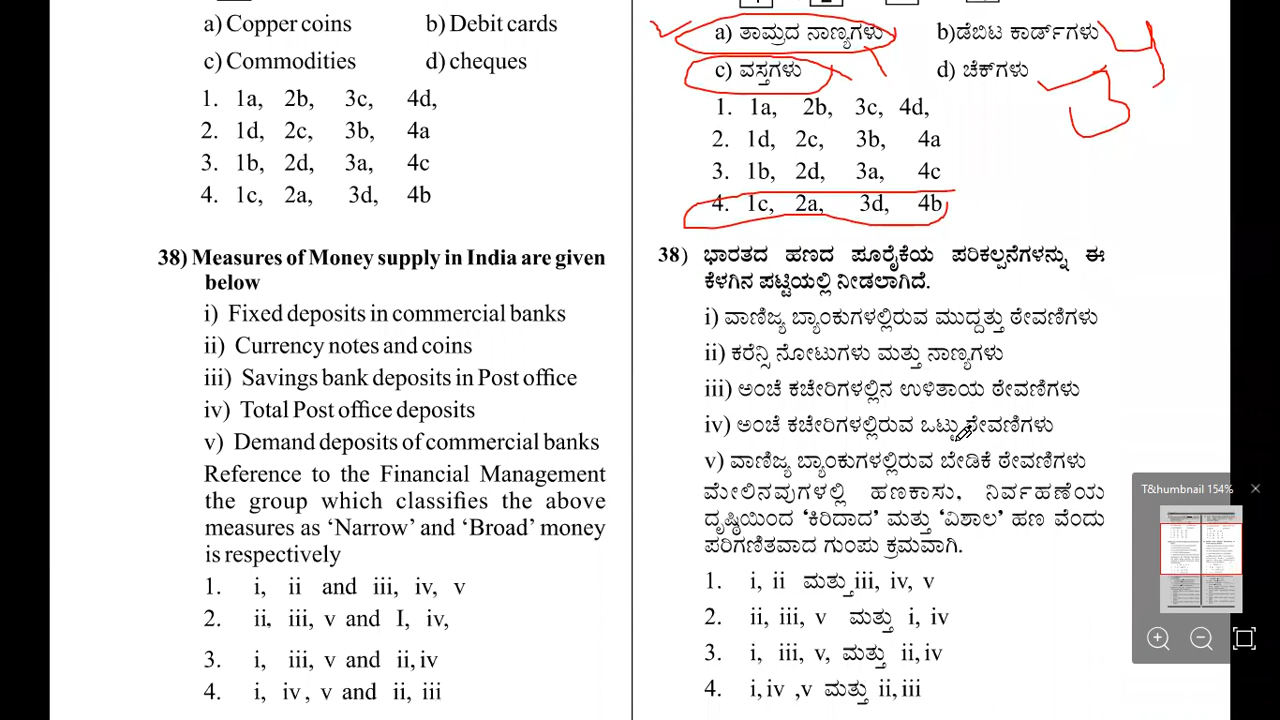 a) Copper coins b) Debit cards
c) Commodities d) cheques
1. 1a, 2b, 3c, 4d,
2. 1d, 2c, 3b, 4a
3. 1b, 2d, 3a, 4c
4. 1c, 2a, 3d, 4b
38) Measures of Money supply in India are given
below
i) Fixed deposits in commercial banks
ii) Currency notes and coins
iii) Savings bank deposits in Post office
iv) Total Post office deposits
v) Demand deposits of commercial banks
Reference to the Financial Management
the group which classifies the above
measures as ‘Narrow’ and ‘Broad’ money
is respectively
1. i, ii and iii, iv, v
2. ii, iii, v and I, iv,
3. i, iii, v and ii, iv
4. i, iv , v and ii, iii
a) ತಾಮ್ರದ ನಾಣ್ಯಗಳು b)ಡೆಬಿಟ ಕಾರ್ಡ್‌ಗಳು 4
c) ವಸ್ತಗಳು d) ಚೆಕ್‌ಗಳು 3
1. 1a, 2b, 3c, 4d,
2. 1d, 2c, 3b, 4a
3. 1b, 2d, 3a, 4c
4. 1c, 2a, 3d, 4b
38) ಭಾರತದ ಹಣದ ಪೂರೈಕೆಯ ಪರಿಕಲ್ಪನೆಗಳನ್ನು ಈ
ಕೆಳಗಿನ ಪಟ್ಟಿಯಲ್ಲಿ ನೀಡಲಾಗಿದೆ.
i) ವಾಣಿಜ್ಯ ಬ್ಯಾಂಕುಗಳಲ್ಲಿರುವ ಮುದ್ದತ್ತು ಠೇವಣಿಗಳು
ii) ಕರೆನ್ಸಿ ನೋಟುಗಳು ಮತ್ತು ನಾಣ್ಯಗಳು
iii) ಅಂಚೆ ಕಚೇರಿಗಳಲ್ಲಿನ ಉಳಿತಾಯ ಠೇವಣಿಗಳು
iv) ಅಂಚೆ ಕಚೇರಿಗಳಲ್ಲಿರುವ ಒಟ್ಟು ಠೇವಣಿಗಳು
v) ವಾಣಿಜ್ಯ ಬ್ಯಾಂಕುಗಳಲ್ಲಿರುವ ಬೇಡಿಕೆ ಠೇವಣಿಗಳು
ಮೇಲಿನವುಗಳಲ್ಲಿ ಹಣಕಾಸು, ನಿರ್ವಹಣೆಯ
ದೃಷ್ಠಿಯಿಂದ ‘ಕಿರಿದಾದ’ ಮತ್ತು ‘ವಿಶಾಲ’ ಹಣ ವೆಂದು
ಪರಿಗಣಿತವಾದ ಗುಂಪು ಕ್ರಮವಾಗಿ.
1. i, ii ಮತ್ತು iii, iv, v
2. ii, iii, v ಮತ್ತು i, iv
3. i, iii, v, ಮತ್ತು ii, iv
4. i, iv ,v ಮತ್ತು ii, iii
T&humbnail 154%